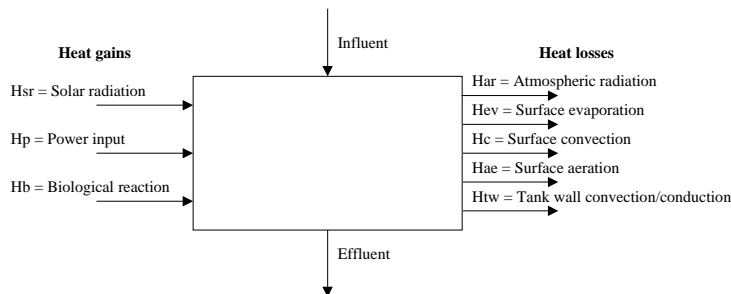 Influent
Heat gains
Heat losses
Hsr = Solar radiation
Hp = Power input
Hb = Biological reaction
Har = Atmospheric radiation
Hev = Surface evaporation
Hc = Surface convection
Hae = Surface aeration
Htw = Tank wall convection/conduction
Effluent